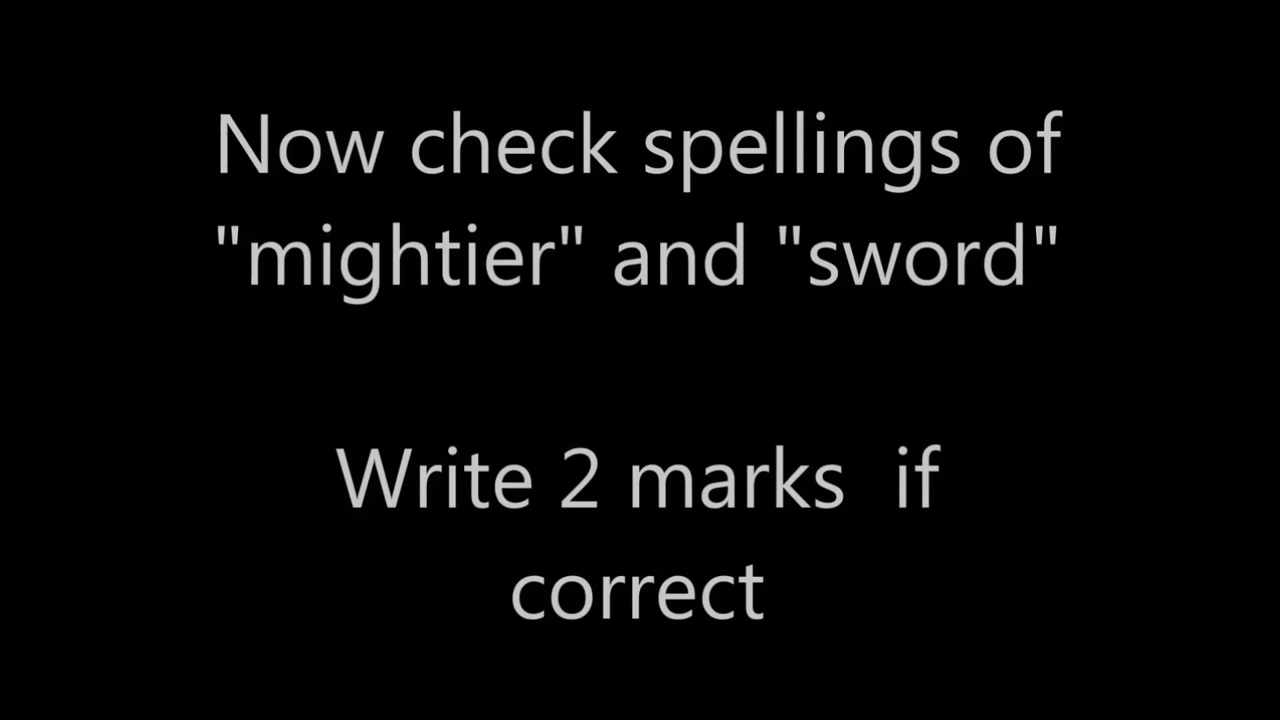 Now check spellings of
"mightier" and "sword"
Write 2 marks  if
correct